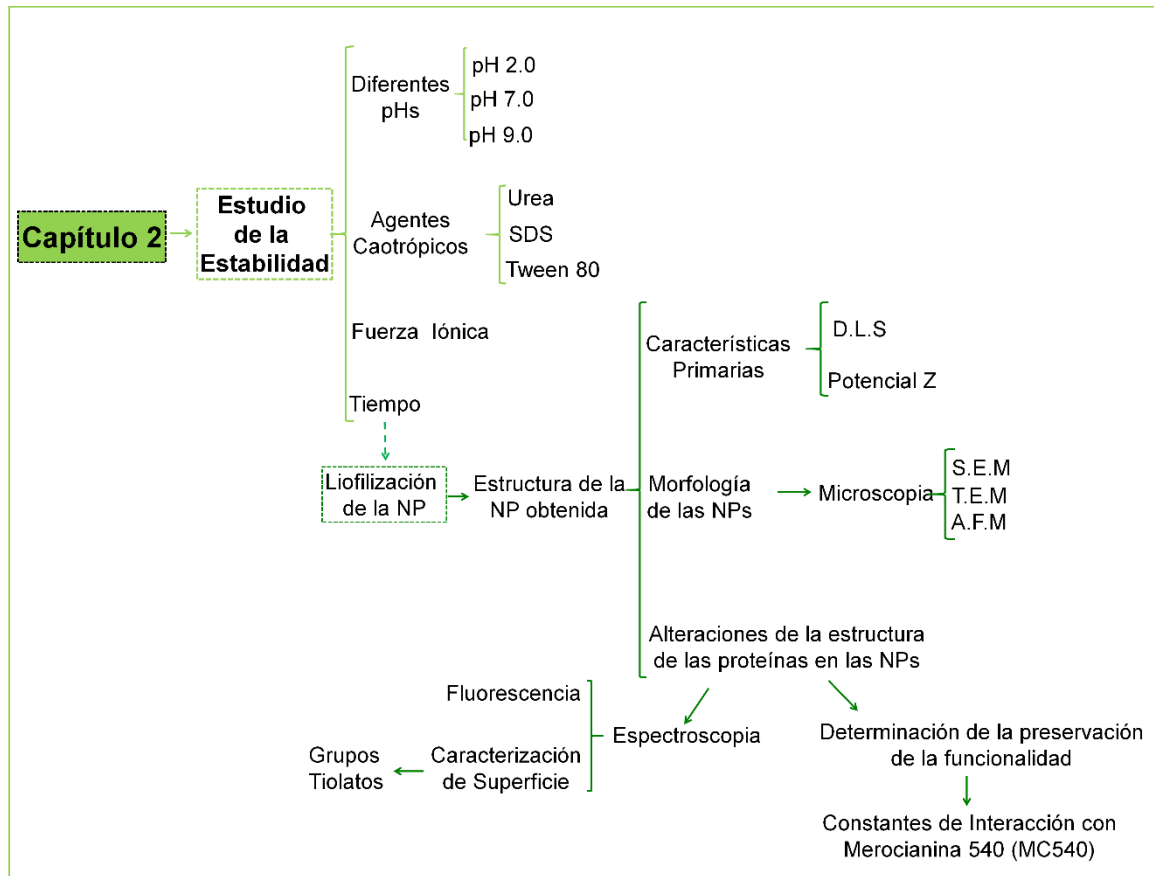 Capítulo 2
Estudio
de la
Estabilidad
Diferentes
pHs
pH 2.0
pH 7.0
pH 9.0
Agentes
Caotrópicos
Urea
SDS
Tween 80
Fuerza Iónica
Tiempo
Liofilización
de la NP
Estructura de la
NP obtenida
Características
Primarias
D.L.S
Potencial Z
Morfología
de las NPs
Microscopia
S.E.M
T.E.M
A.F.M
Alteraciones de la estructura
de las proteínas en las NPs
Espectroscopia
Fluorescencia
Caracterización
de Superficie
Grupos
Tiolatos
Determinación de la preservación
de la funcionalidad
Constantes de Interacción con
Merocianina 540 (MC540)